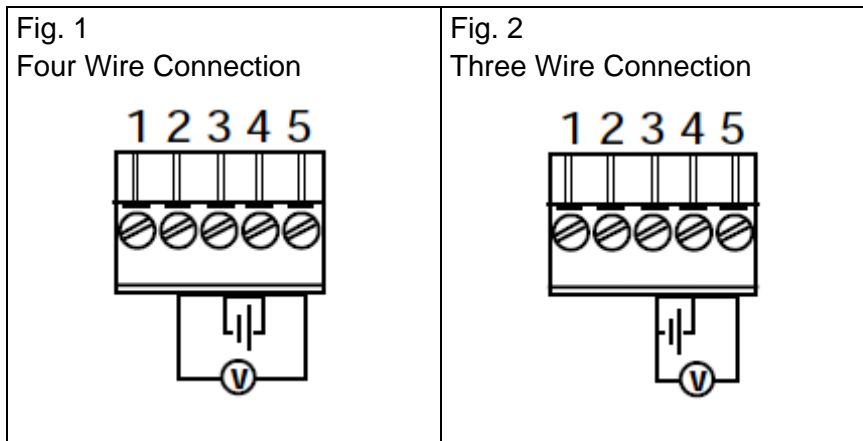 Fig. 1
Four Wire Connection
1 2 3 4 5
V
Fig. 2
Three Wire Connection
1 2 3 4 5
V